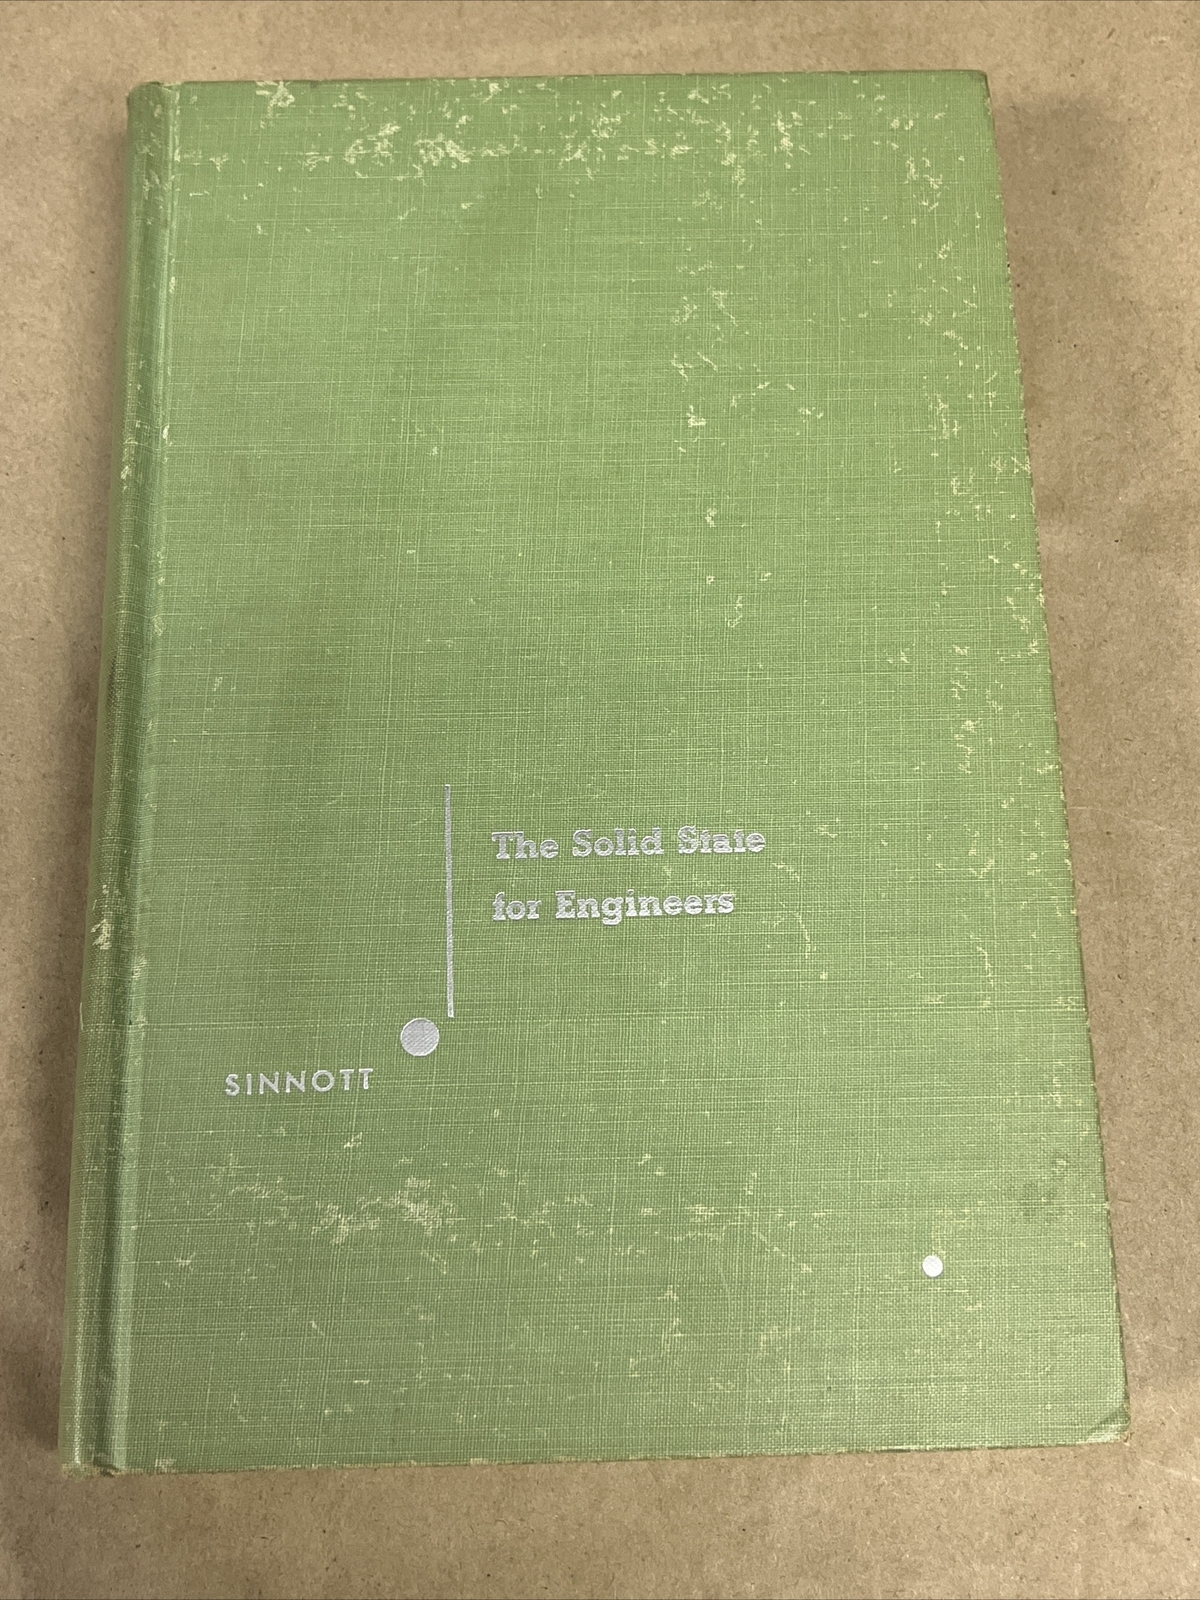 The Solid State
for Engineers
SINNOTT